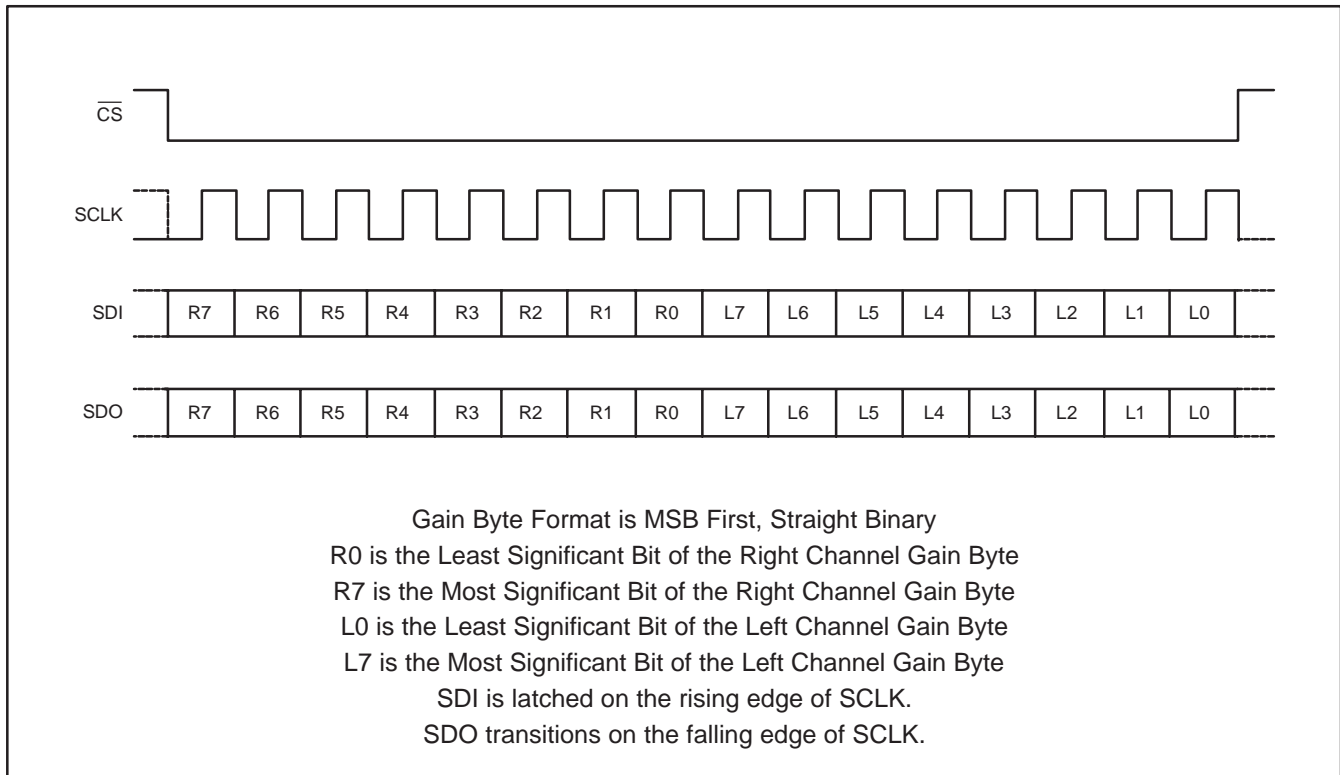 CS
SCLK
SDI R7 R6 R5 R4 R3 R2 R1 R0 L7 L6 L5 L4 L3 L2 L1 L0
SDO R7 R6 R5 R4 R3 R2 R1 R0 L7 L6 L5 L4 L3 L2 L1 L0
Gain Byte Format is MSB First, Straight Binary
R0 is the Least Significant Bit of the Right Channel Gain Byte
R7 is the Most Significant Bit of the Right Channel Gain Byte
L0 is the Least Significant Bit of the Left Channel Gain Byte
L7 is the Most Significant Bit of the Left Channel Gain Byte
SDI is latched on the rising edge of SCLK.
SDO transitions on the falling edge of SCLK.